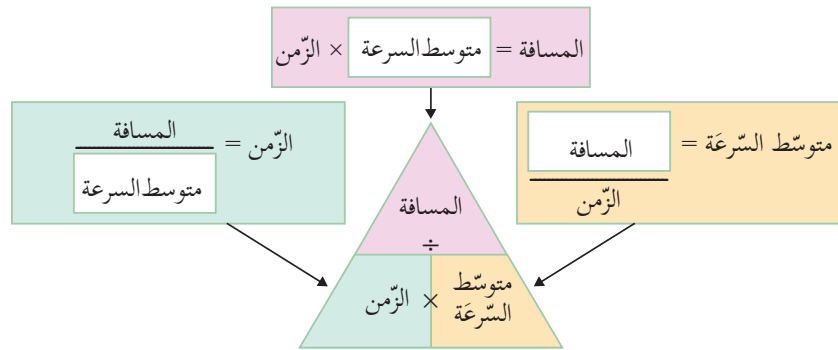 المسافة = متوسط السرعة × الزّمن
متوسّط السّرعَة = المسافة
الزّمن
الزّمن = المسافة
متوسط السرعة
المسافة
÷
متوسّط السّرعَة × الزّمن